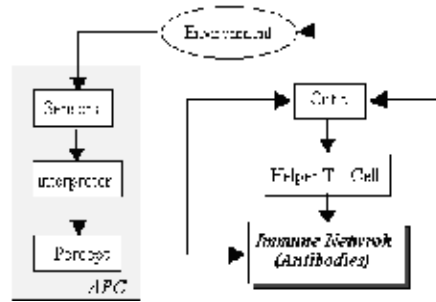 Environment
Sensors
Critic
Interpreter
Helper T - Cell
Percept
Immune Network
(Antibodies)
APC